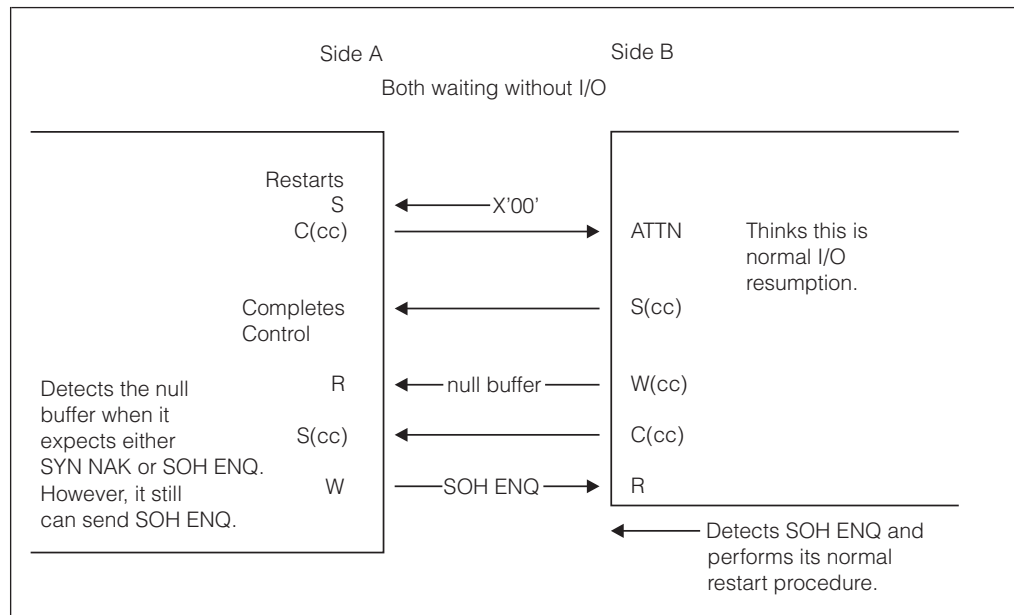 Side A Side B
Both waiting without I/O
Restarts
S X'00'
C(cc) ATTN
Thinks this is
normal I/O
resumption.
Completes
Control
S(cc)
R null buffer W(cc)
Detects the null
buffer when it
expects either
SYN NAK or SOH ENQ.
However, it still
can send SOH ENQ.
S(cc) C(cc)
W SOH ENQ R
Detects SOH ENQ and
performs its normal
restart procedure.